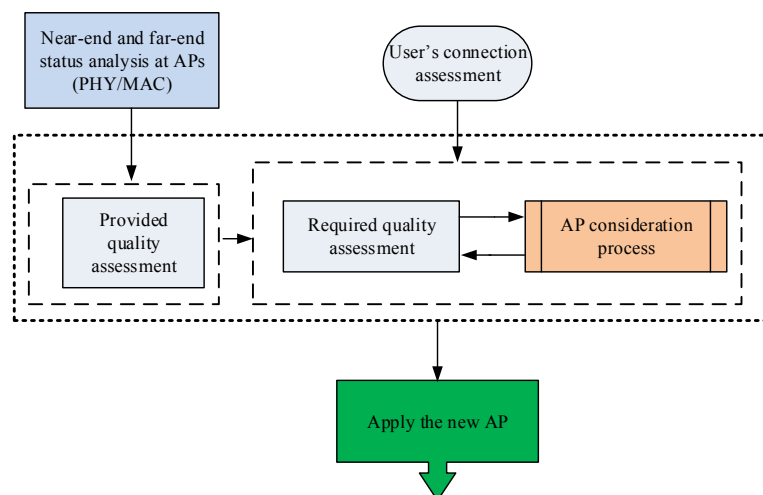 Near-end and far-end
status analysis at APs
(PHY/MAC)
User's connection
assessment
Provided
quality
assessment
Required quality
assessment
AP consideration
process
Apply the new AP